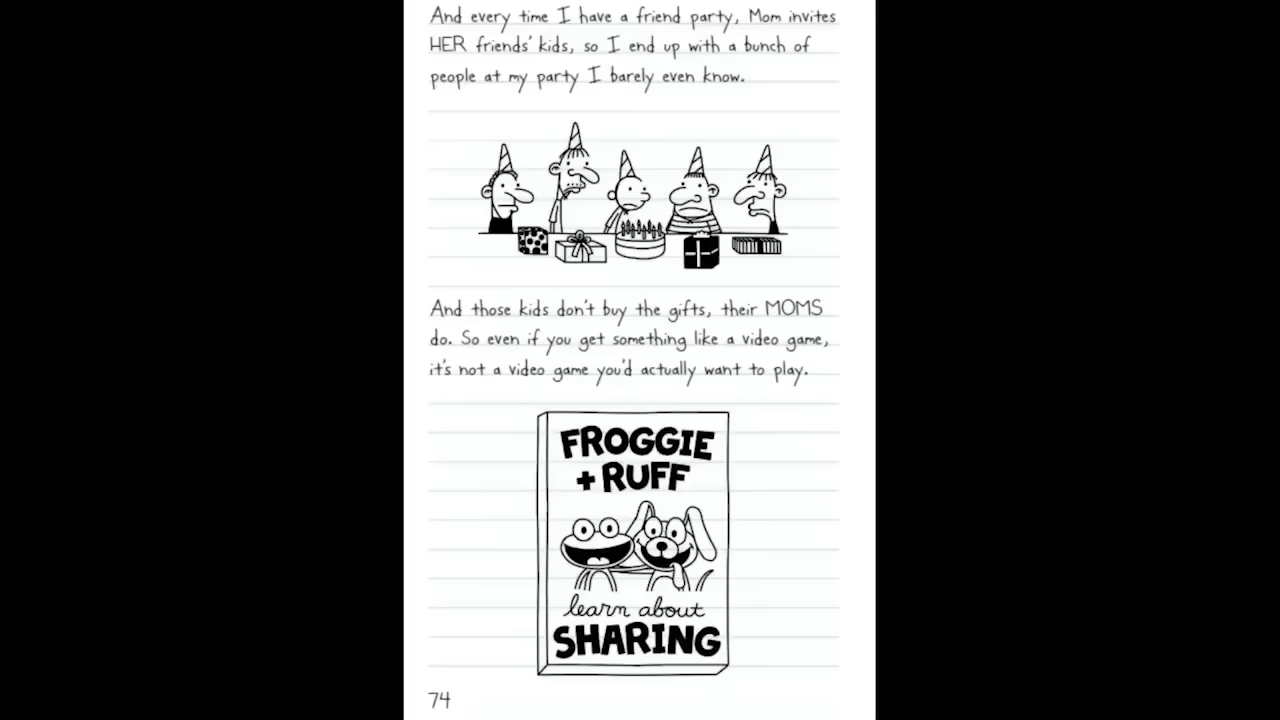 And every time I have a friend party, Mom invites
HER friends' kids, so I end up with a bunch of
people at my party I barely even know.
And those kids don't buy the gifts, their MOMS
do. So even if you get something like a video game,
it's not a video game you'd actually want to play.
FROGGIE
+ RUFF
learn about
SHARING
74